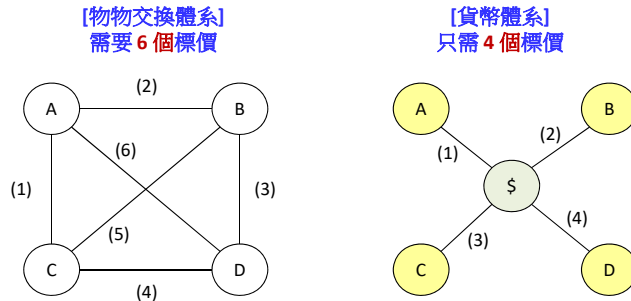 [物物交換體系]
需要 6 個標價
A
(2)
B
(6)
(1)
(3)
(5)
C
(4)
D
[貨幣體系]
只需 4 個標價
A
B
(1)
(2)
$
(3)
(4)
C
D